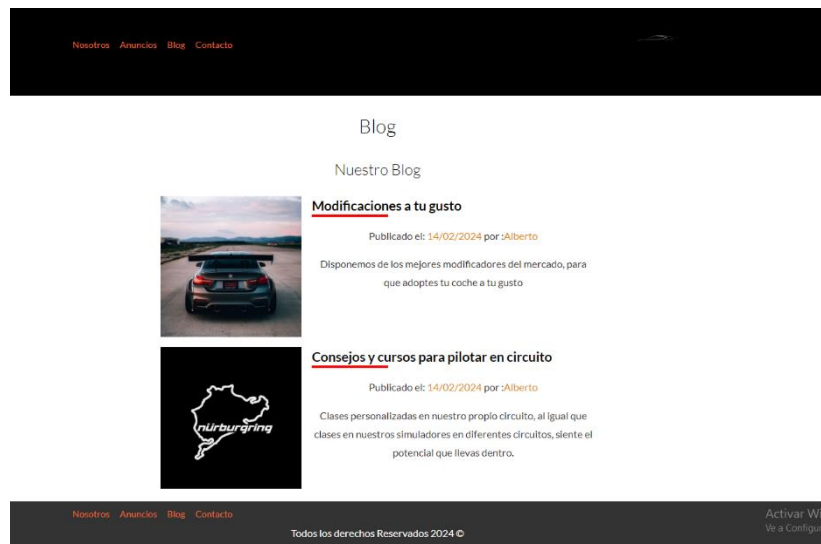 Nosotros Anuncios Blog Contacto
Blog
Nuestro Blog
Modificaciones a tu gusto
Publicado el: 14/02/2024 por :Alberto
Disponemos de los mejores modificadores del mercado, para
que adoptes tu coche a tu gusto
nürburgring
Consejos y cursos para pilotar en circuito
Publicado el: 14/02/2024 por :Alberto
Clases personalizadas en nuestro propio circuito, al igual que
clases en nuestros simuladores en diferentes circuitos, siente el
potencial que llevas dentro.
Nosotros Anuncios Blog Contacto
Todos los derechos Reservados 2024 ©
Activar Wi
Ve a Configu